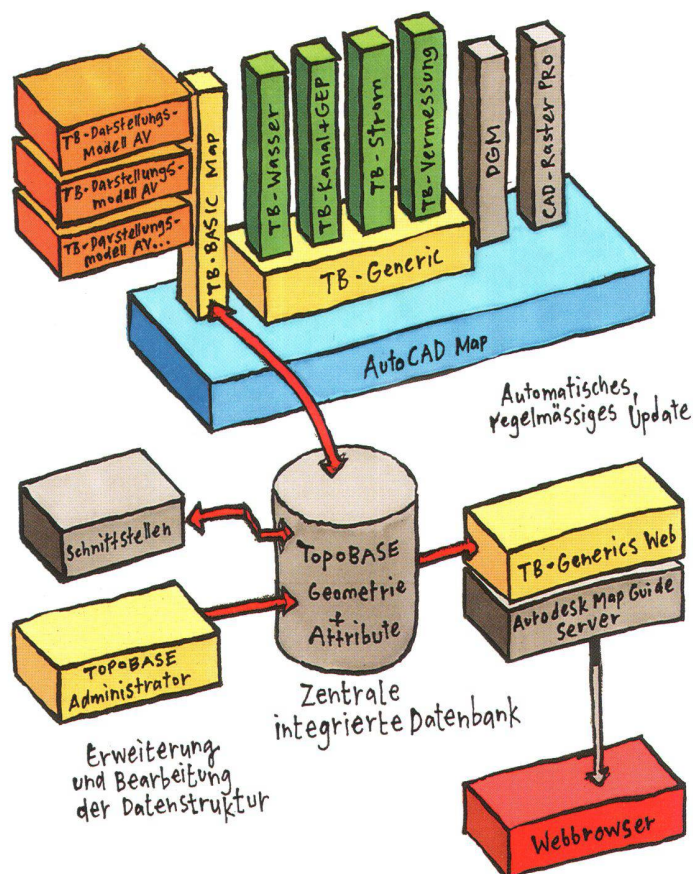 TB-Darstellungs-
Modell AV
TB-Darstellungs-
modell AV
TB-Darstellungs-
modell AV...
TB-BASIC Map
TB-Wasser
TB-Kanal+GEP
TB-Strom
TB-Vermessung
DGM
CAD-Raster PRO
TB-Generic
AutoCAD Map
Automatisches,
regelmässiges Update
Schnittstellen
TOPOBASE
Geometrie
+
Attribute
TB-Generics Web
Autodesk Map Guide
Server
TOPOBASE
Administrator
Zentrale
integrierte Datenbank
Erweiterung
und Bearbeitung
der Datenstruktur
Webbrowser